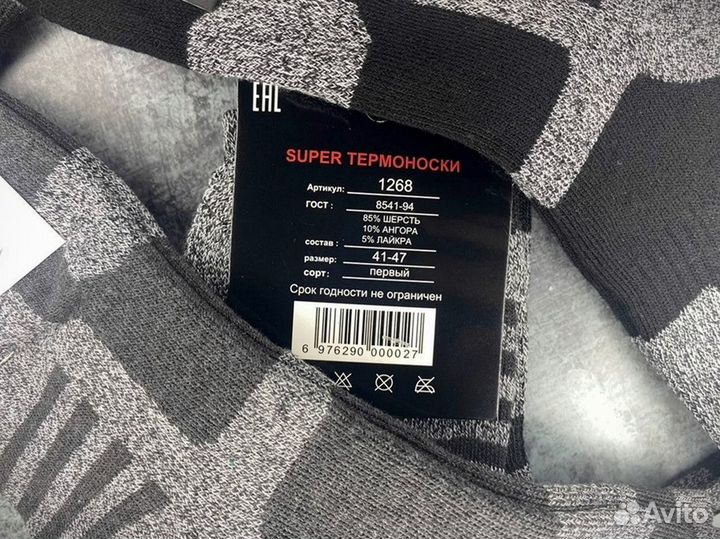 EAC
SUPER ТЕРМОНОСКИ
Артикул: 1268
ГОСТ : 8541-94
85% ШЕРСТЬ
10% АНГОРА
состав : 5% ЛАЙКРА
размер: 41-47
сорт : первый
Срок годности не ограничен
6 976290 000027
Avito